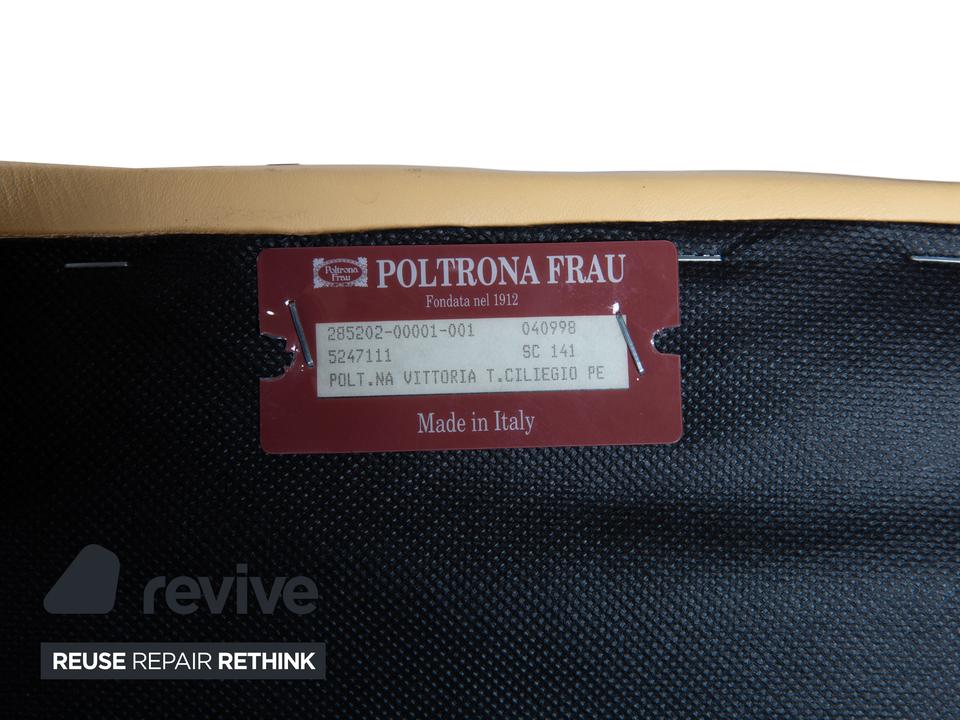 Poltrona
Frau
POLTRONA FRAU
Fondata nel 1912
285202-00001-001 040998
5247111 SC 141
POLT.NA VITTORIA T.CILIEGIO PE
Made in Italy
revive
REUSE REPAIR RETHINK